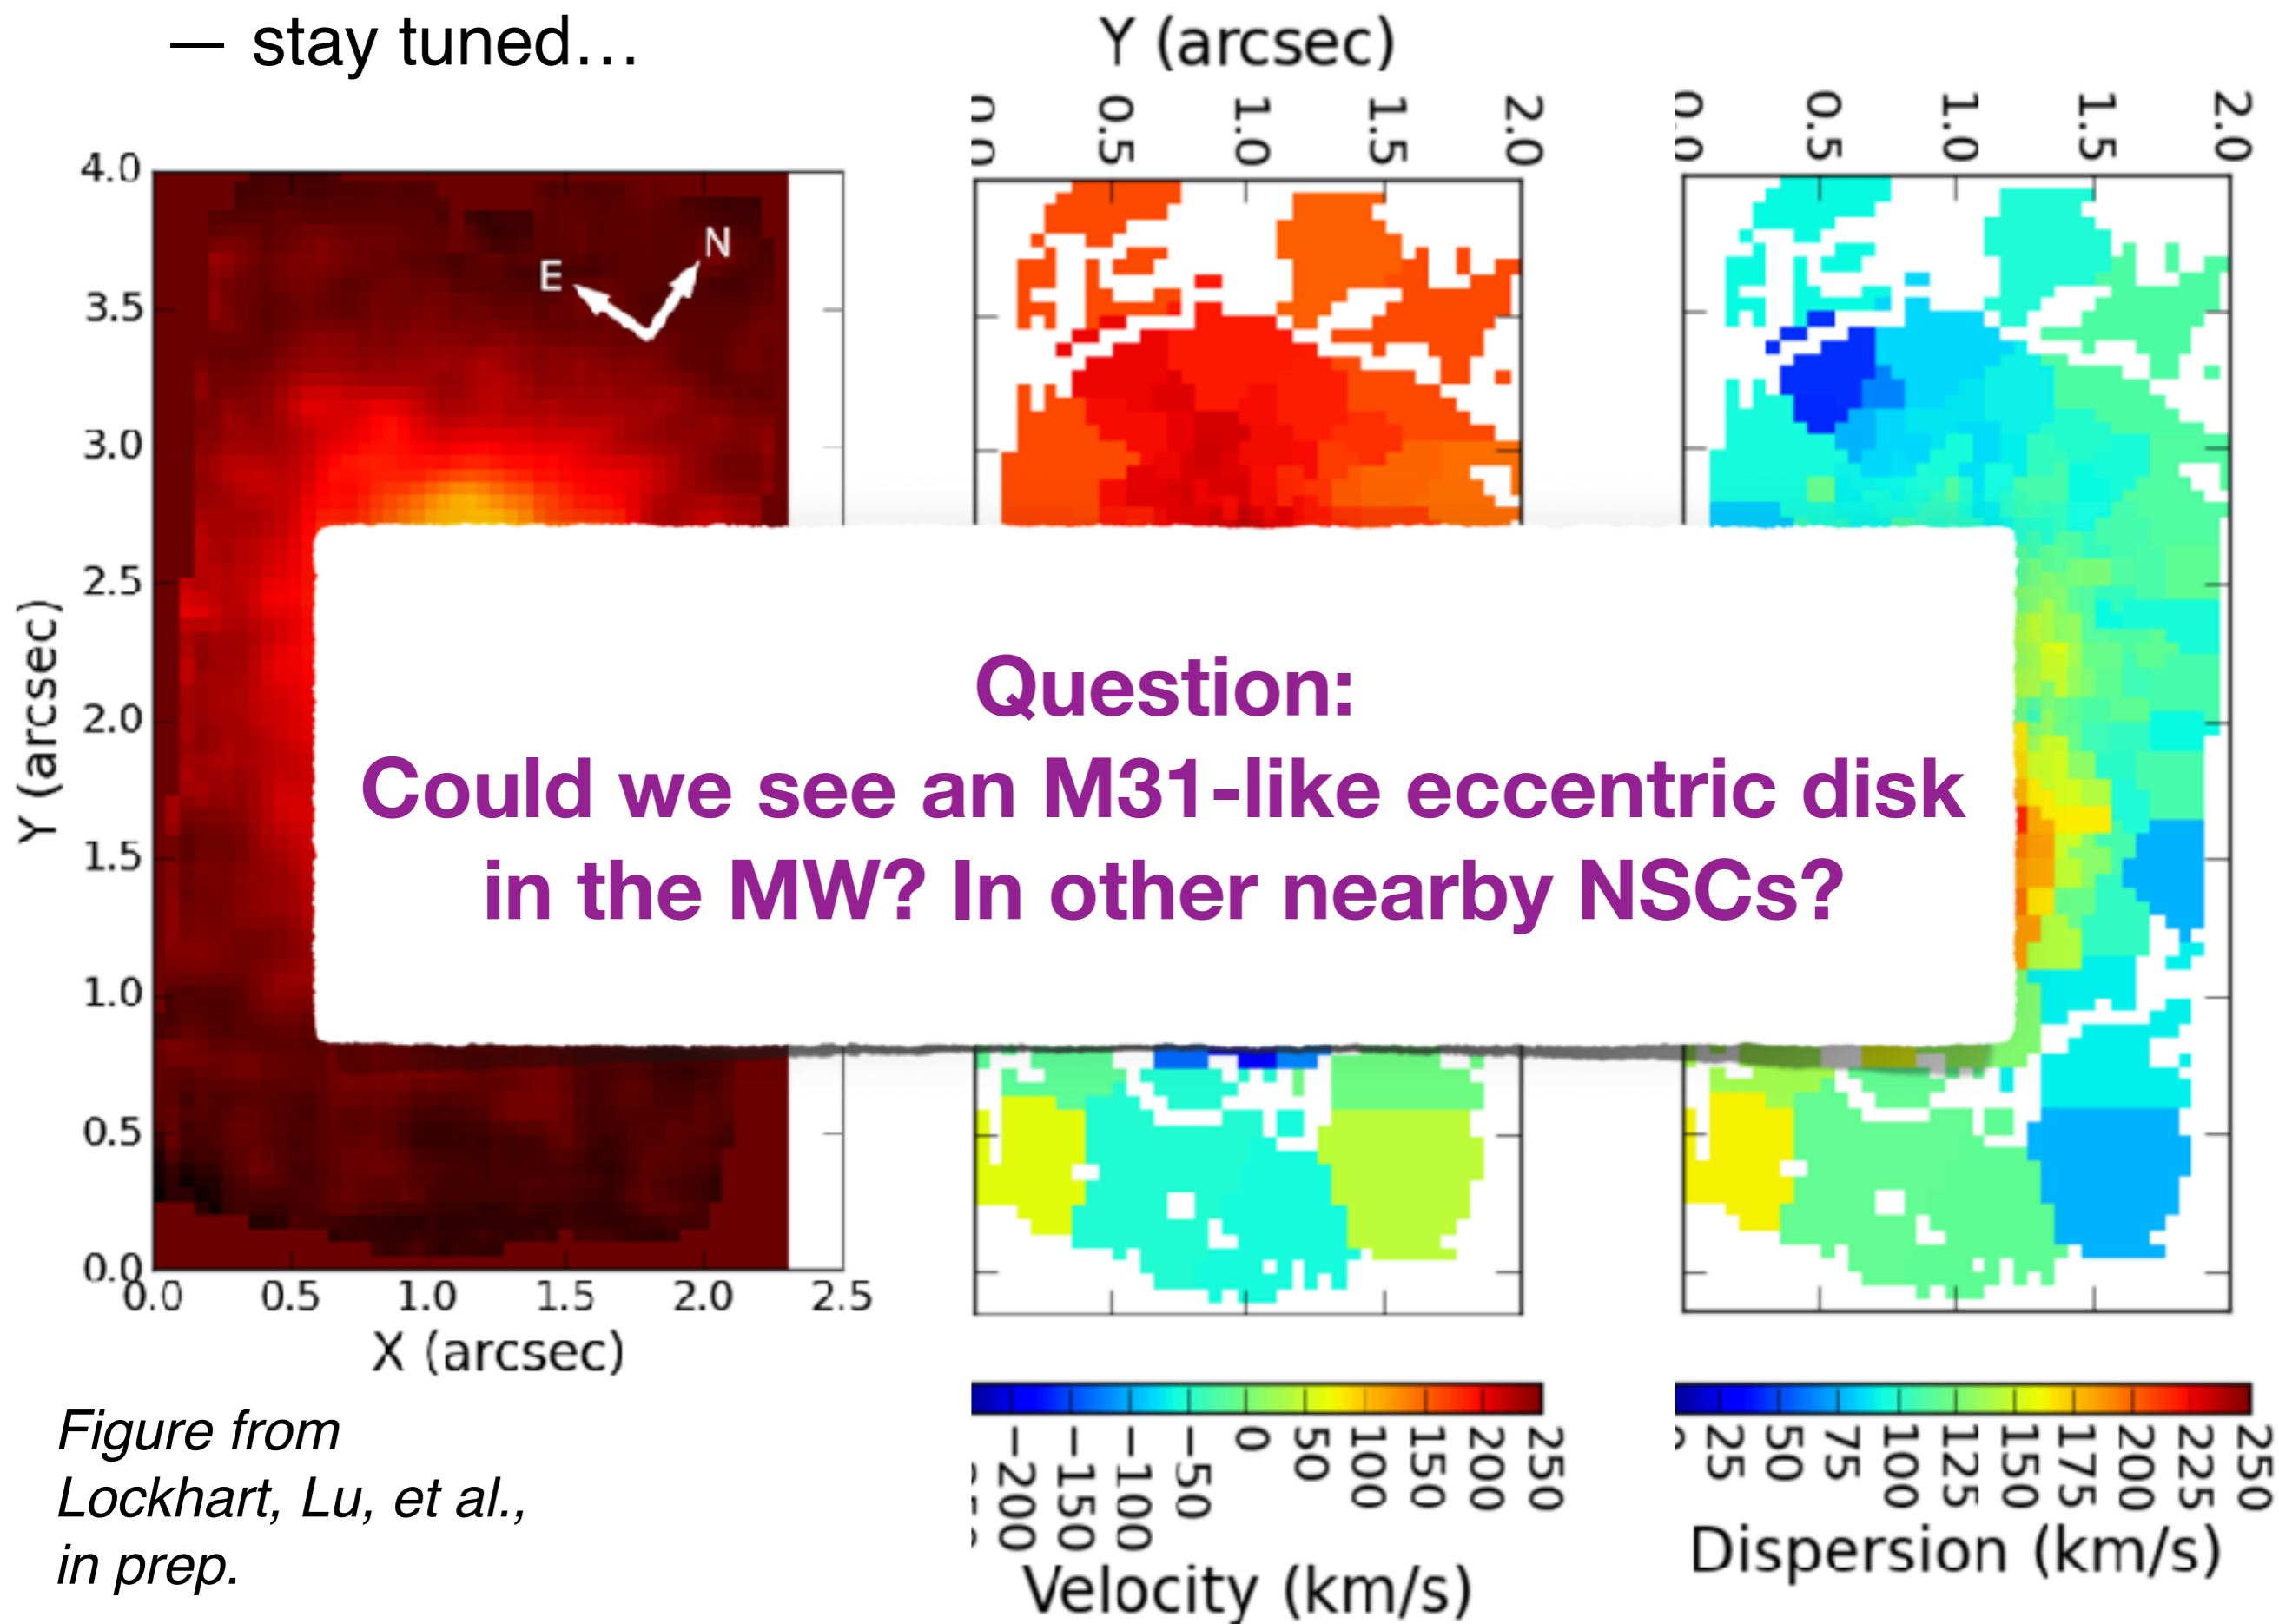 — stay tuned…
Y (arcsec)
0.0 0.5 1.0 1.5 2.0
0.0 0.5 1.0 1.5 2.0
4.0
3.5
3.0
2.5
2.0
1.5
1.0
0.5
0.0
Y (arcsec)
E N
Question:
Could we see an M31-like eccentric disk
in the MW? In other nearby NSCs?
0.0 0.5 1.0 1.5 2.0 2.5
X (arcsec)
Figure from
Lockhart, Lu, et al.,
in prep.
−200 −150 −100 −50 0 50 100 150 200 250
Velocity (km/s)
25 50 75 100 125 150 175 200 225 250
Dispersion (km/s)